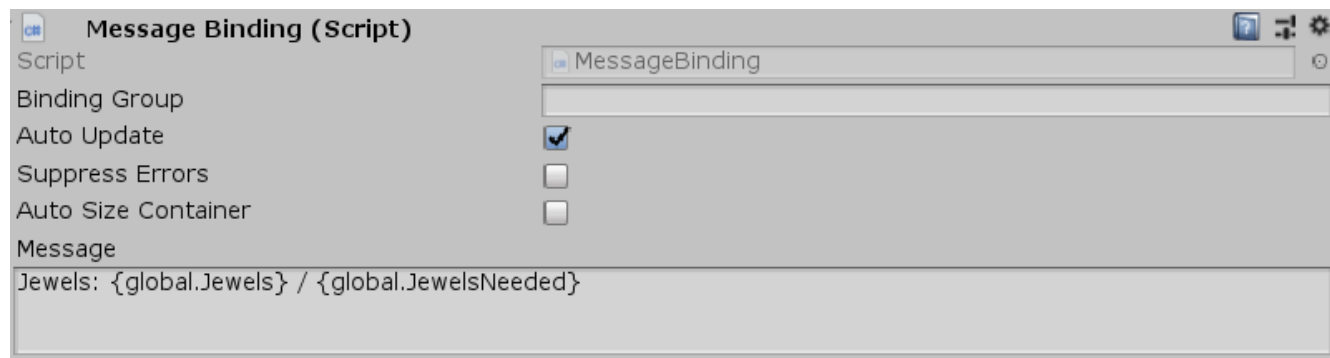 Message Binding (Script)
Script MessageBinding
Binding Group
Auto Update
Suppress Errors
Auto Size Container
Message
Jewels: {global.Jewels} / {global.JewelsNeeded}